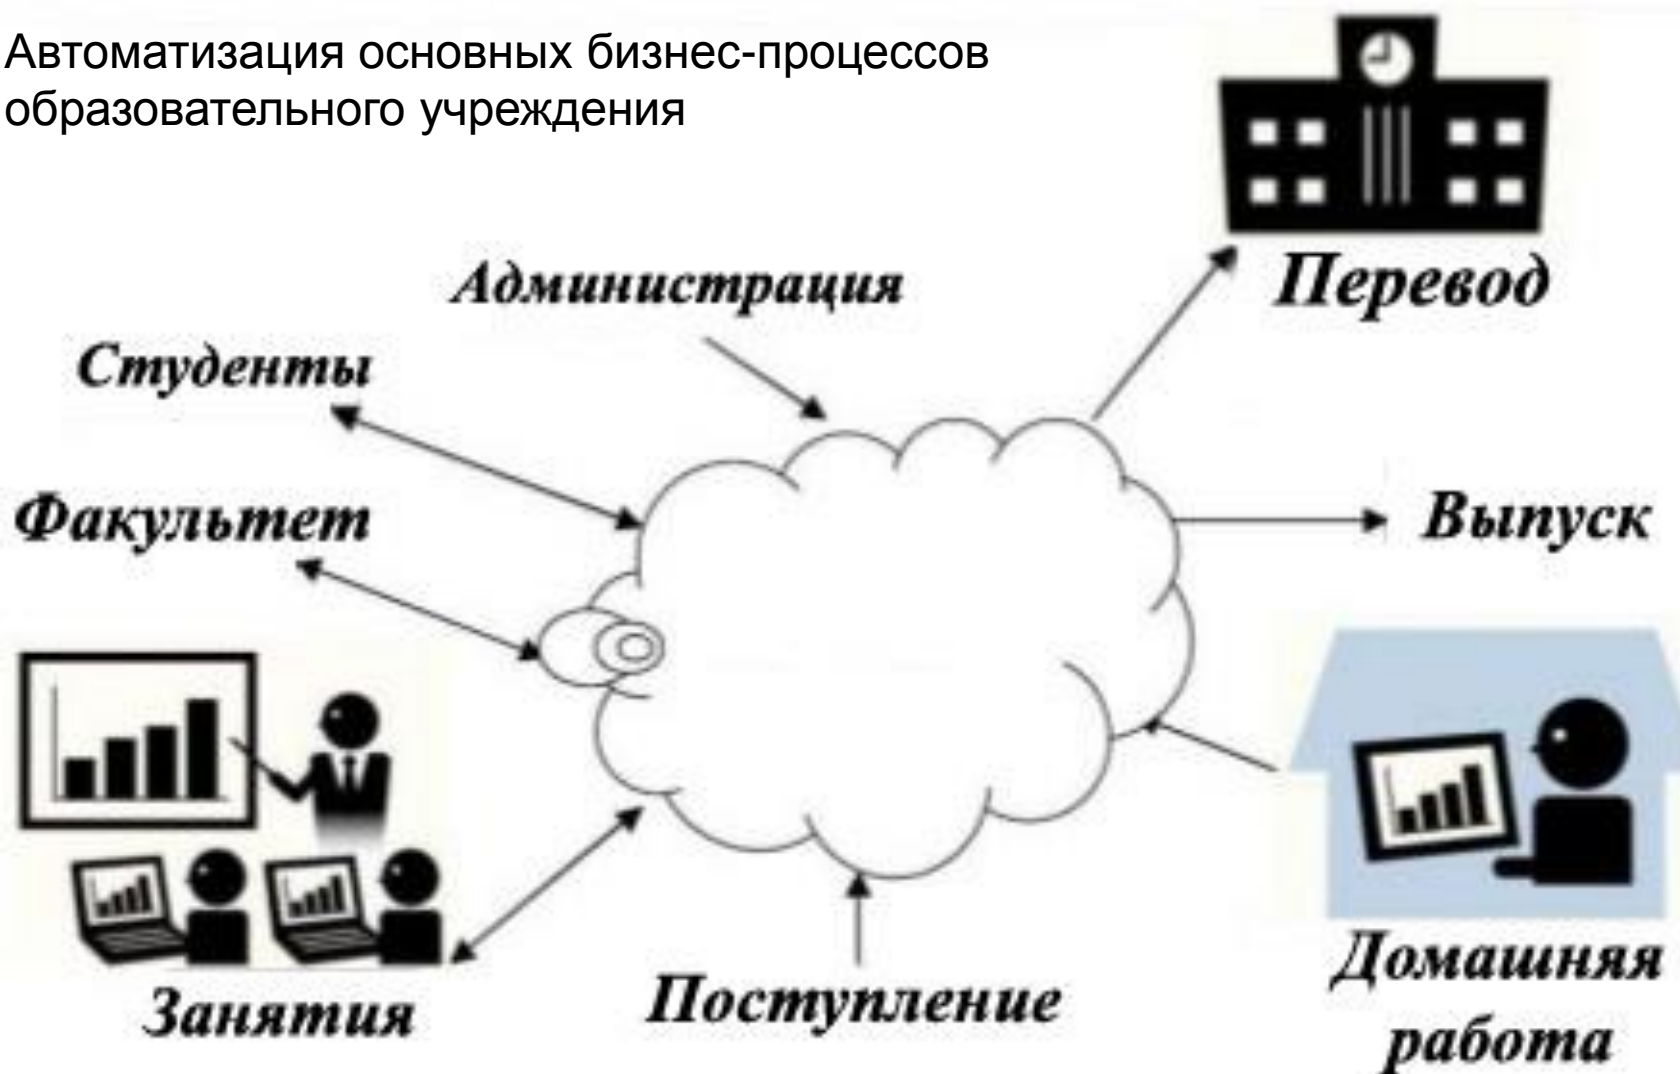 Автоматизация основных бизнес-процессов
образовательного учреждения
Администрация
Перевод
Студенты
Факультет
Выпуск
Занятия
Поступление
Домашняя
работа